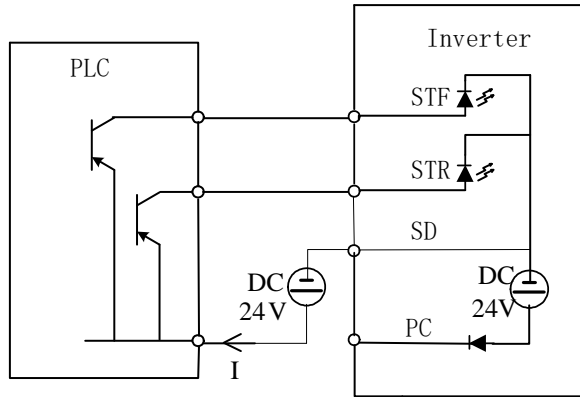 Inverter
PLC
STF
STR
SD
DC
24V
DC
24V
PC
I